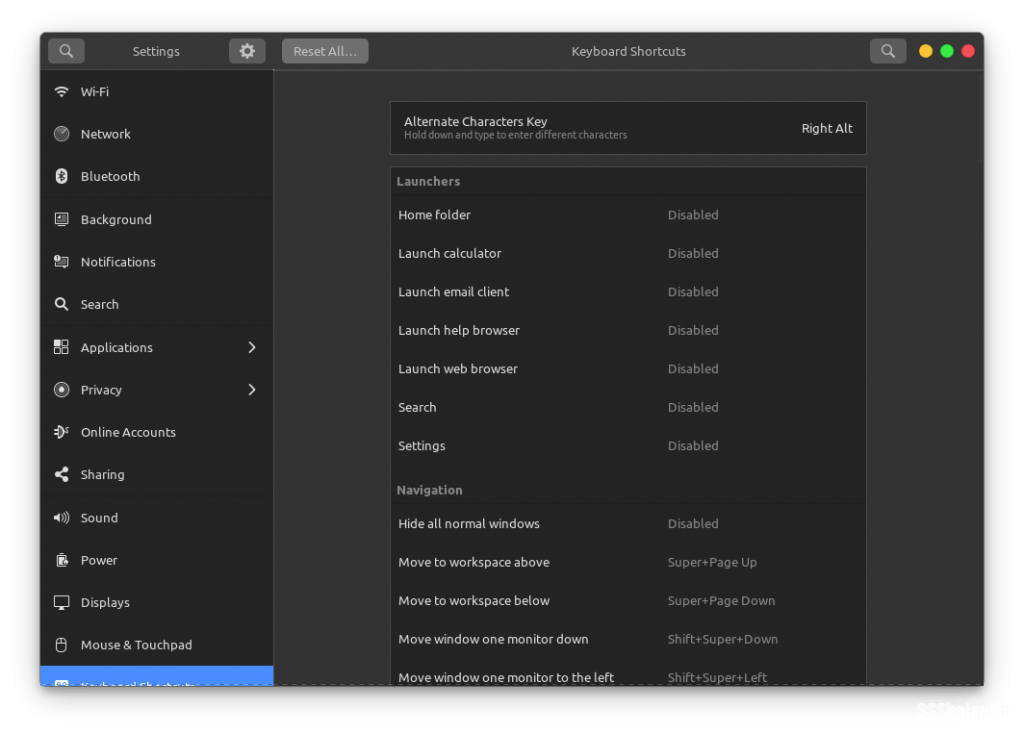 Settings
Reset All...
Keyboard Shortcuts
Wi-Fi
Network
Bluetooth
Background
Notifications
Search
Applications
Privacy
Online Accounts
Sharing
Sound
Power
Displays
Mouse & Touchpad
Keyboard Shortcuts
Alternate Characters Key
Hold down and type to enter different characters
Right Alt
Launchers
Home folder Disabled
Launch calculator Disabled
Launch email client Disabled
Launch help browser Disabled
Launch web browser Disabled
Search Disabled
Settings Disabled
Navigation
Hide all normal windows Disabled
Move to workspace above Super+Page Up
Move to workspace below Super+Page Down
Move window one monitor down Shift+Super+Down
Move window one monitor to the left Shift+Super+Left